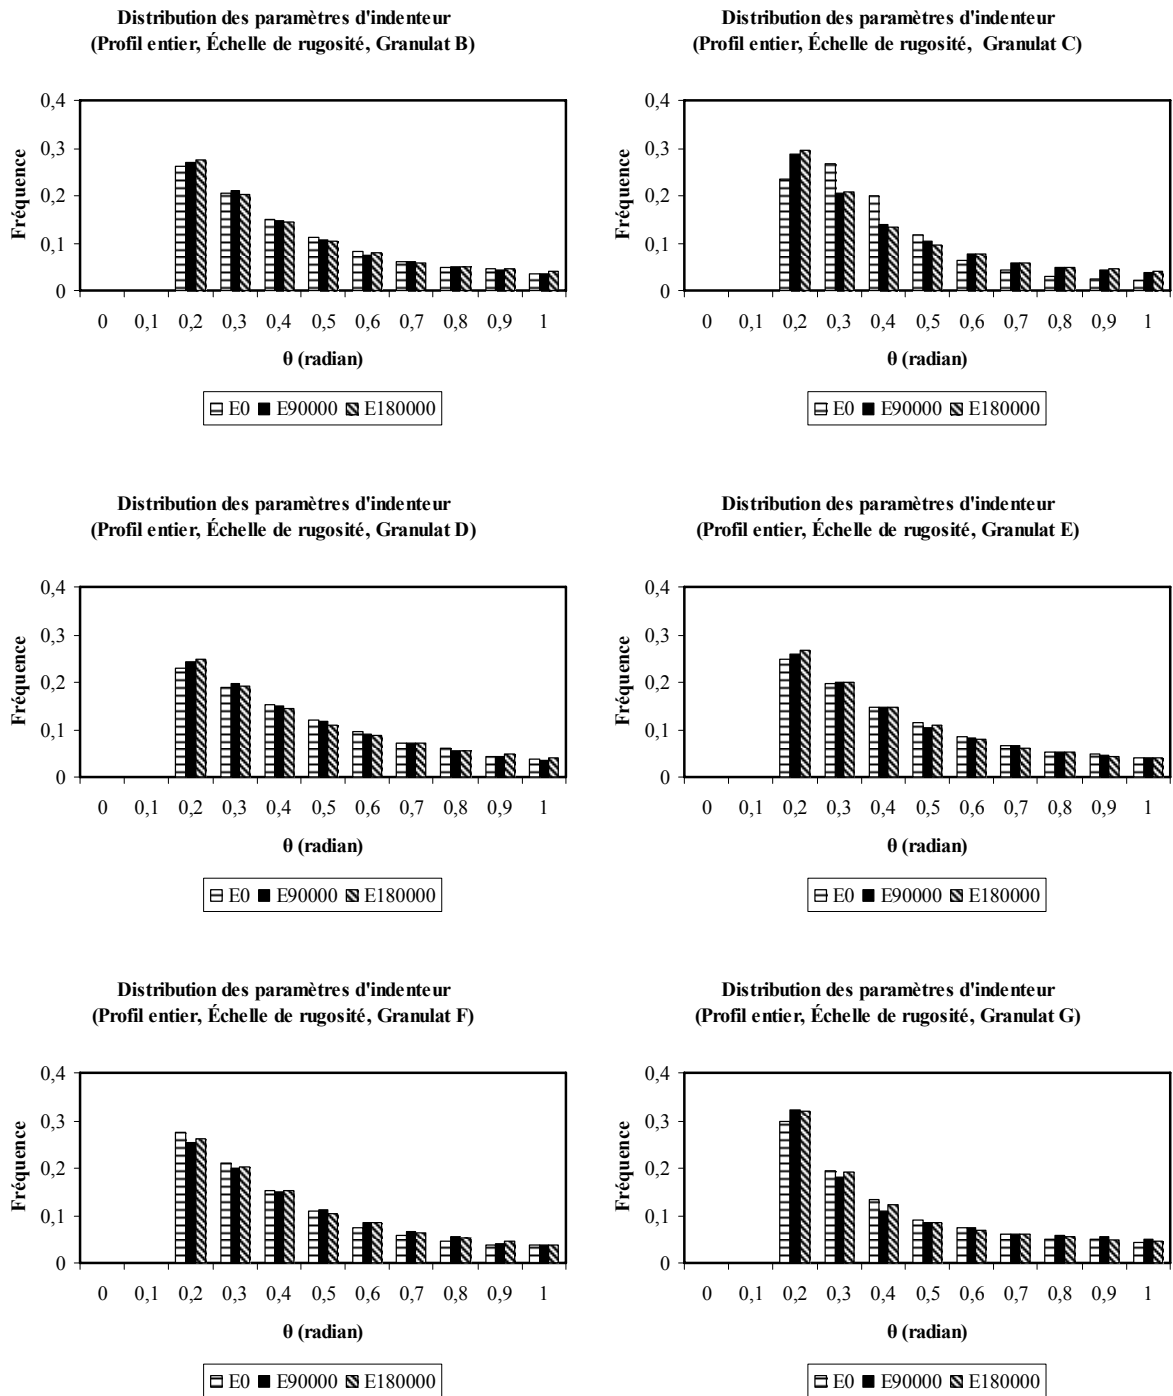 Distribution des paramètres d'indenteur
(Profil entier, Échelle de rugosité, Granulat B)
0,4
0,3
0,2
0,1
0
Fréquence
0 0,1 0,2 0,3 0,4 0,5 0,6 0,7 0,8 0,9 1
θ (radian)
E0 E90000 E180000
Distribution des paramètres d'indenteur
(Profil entier, Échelle de rugosité, Granulat C)
0,4
0,3
0,2
0,1
0
Fréquence
0 0,1 0,2 0,3 0,4 0,5 0,6 0,7 0,8 0,9 1
θ (radian)
E0 E90000 E180000
Distribution des paramètres d'indenteur
(Profil entier, Échelle de rugosité, Granulat D)
0,4
0,3
0,2
0,1
0
Fréquence
0 0,1 0,2 0,3 0,4 0,5 0,6 0,7 0,8 0,9 1
θ (radian)
E0 E90000 E180000
Distribution des paramètres d'indenteur
(Profil entier, Échelle de rugosité, Granulat E)
0,4
0,3
0,2
0,1
0
Fréquence
0 0,1 0,2 0,3 0,4 0,5 0,6 0,7 0,8 0,9 1
θ (radian)
E0 E90000 E180000
Distribution des paramètres d'indenteur
(Profil entier, Échelle de rugosité, Granulat F)
0,4
0,3
0,2
0,1
0
Fréquence
0 0,1 0,2 0,3 0,4 0,5 0,6 0,7 0,8 0,9 1
θ (radian)
E0 E90000 E180000
Distribution des paramètres d'indenteur
(Profil entier, Échelle de rugosité, Granulat G)
0,4
0,3
0,2
0,1
0
Fréquence
0 0,1 0,2 0,3 0,4 0,5 0,6 0,7 0,8 0,9 1
θ (radian)
E0 E90000 E180000